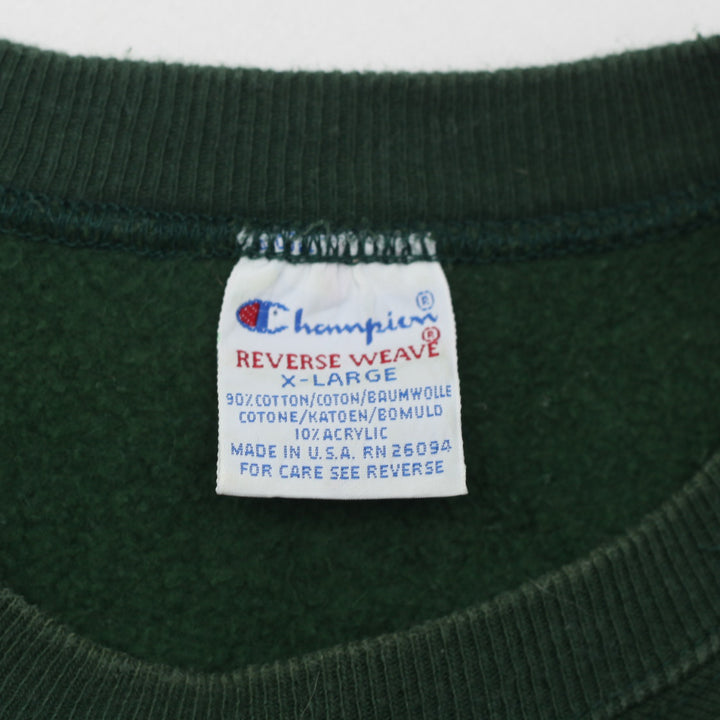 Champion®
REVERSE WEAVE®
X-LARGE
90% COTTON/COTON/BAUMWOLLE
COTONE/KATOEN/BOMULD
10% ACRYLIC
MADE IN U.S.A. RN 26094
FOR CARE SEE REVERSE